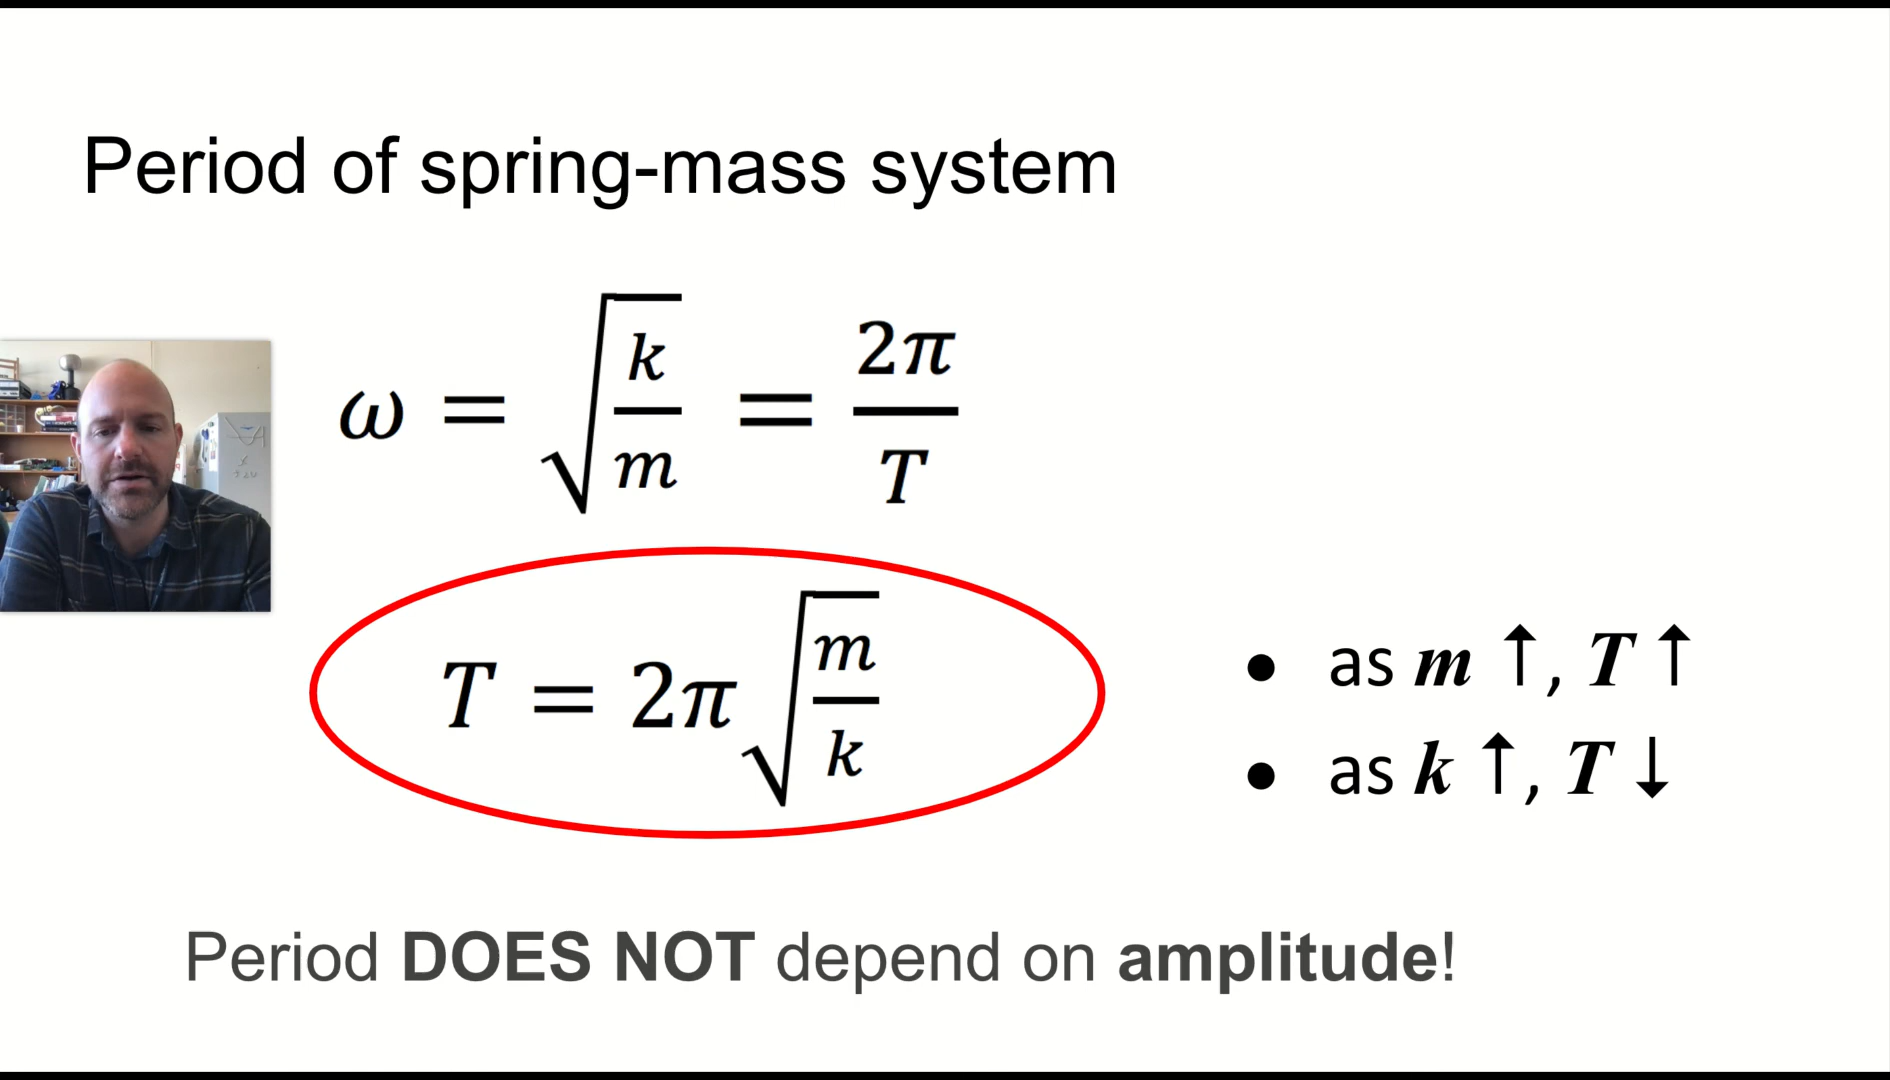 Period of spring-mass system
ω = √(k/m) = 2π/T
T = 2π √(m/k)
● as m ↑, T ↑
● as k ↑, T ↓
Period DOES NOT depend on amplitude!